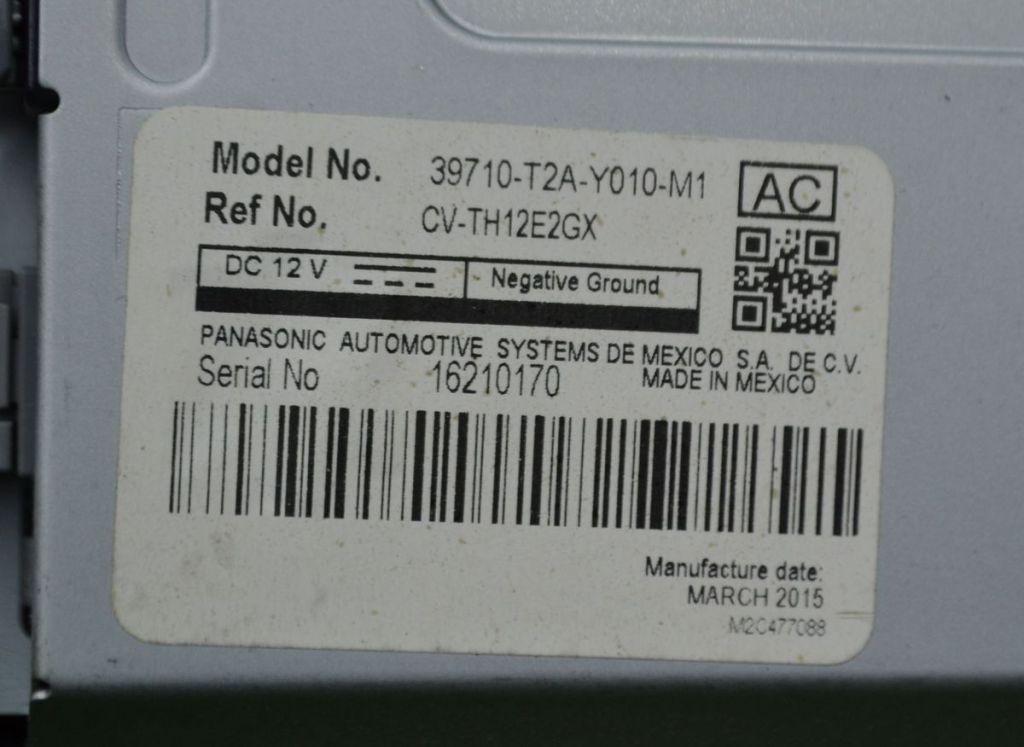 Model No. 39710-T2A-Y010-M1
AC
Ref No. CV-TH12E2GX
DC 12 V Negative Ground
PANASONIC AUTOMOTIVE SYSTEMS DE MEXICO S.A. DE C.V.
Serial No 16210170 MADE IN MEXICO
Manufacture date:
MARCH 2015
M2C477088